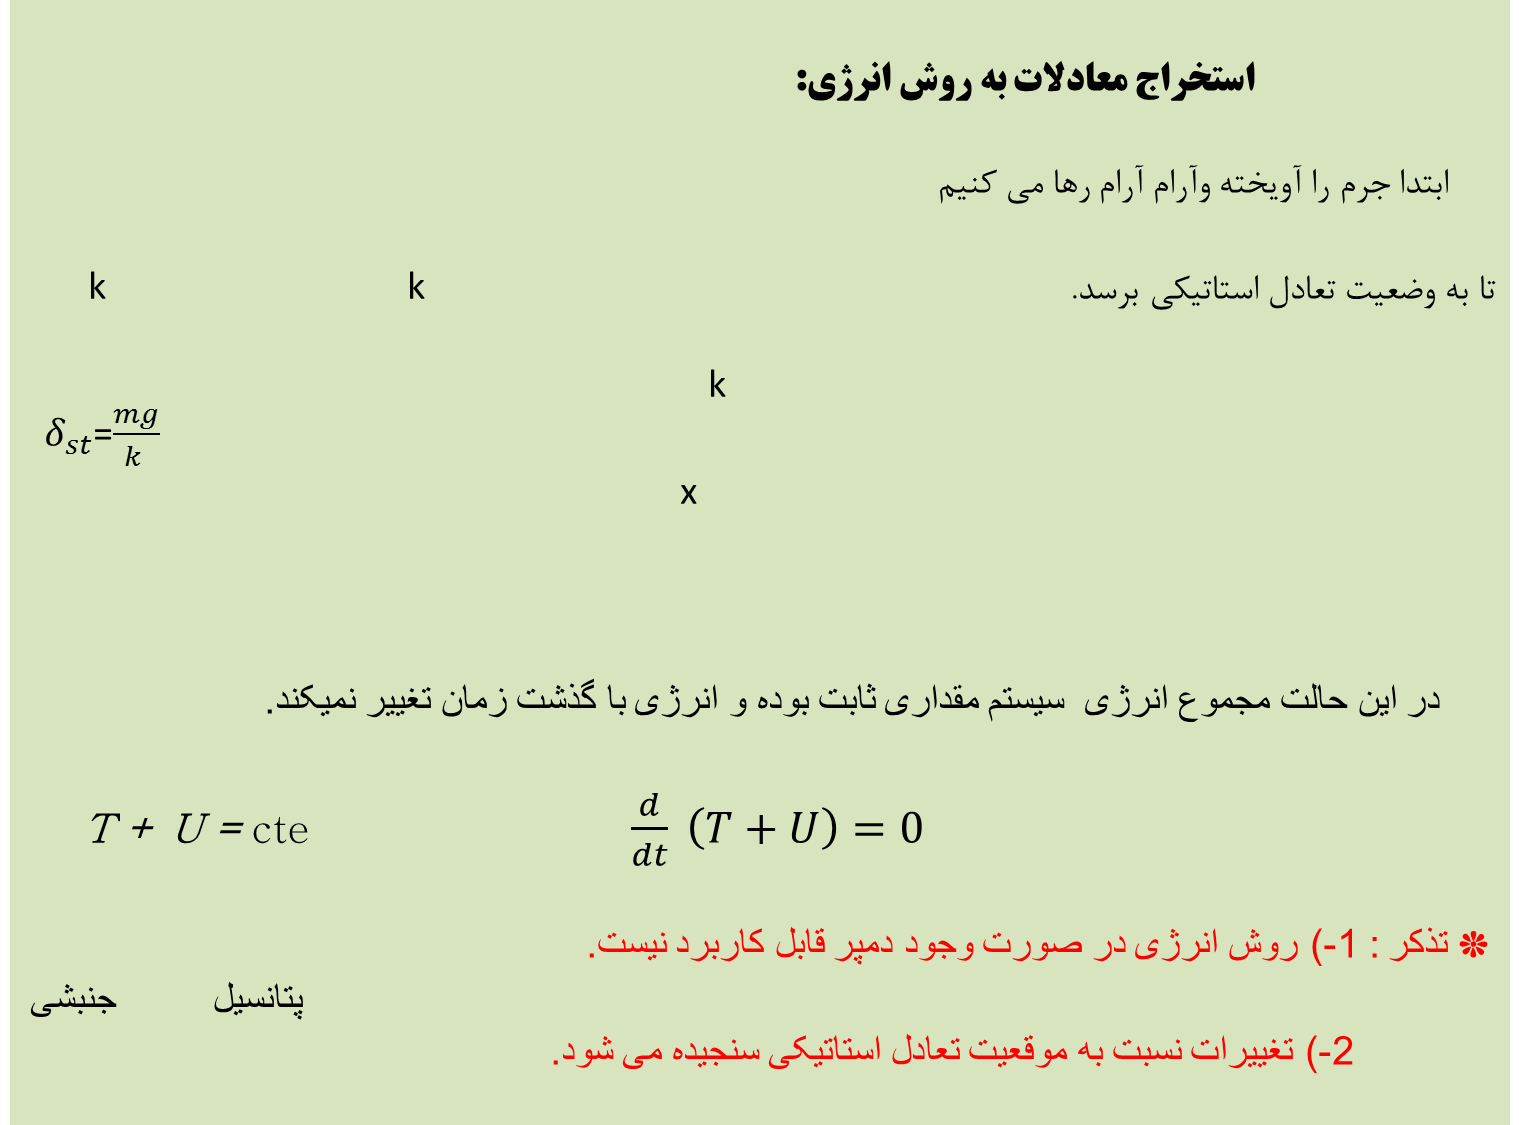 استخراج معادلات به روش انرژی:
ابتدا جرم را آویخته وآرام آرام رها می کنیم
تا به وضعیت تعادل استاتیکی برسد.
k
k
k
δst=mg/k
x
در این حالت مجموع انرژی سیستم مقداری ثابت بوده و انرژی با گذشت زمان تغییر نمیکند.
T + U = cte
d/dt (T + U) = 0
✽ تذکر : 1-) روش انرژی در صورت وجود دمپر قابل کاربرد نیست.
پتانسیل جنبشی
2-) تغییرات نسبت به موقعیت تعادل استاتیکی سنجیده می شود.